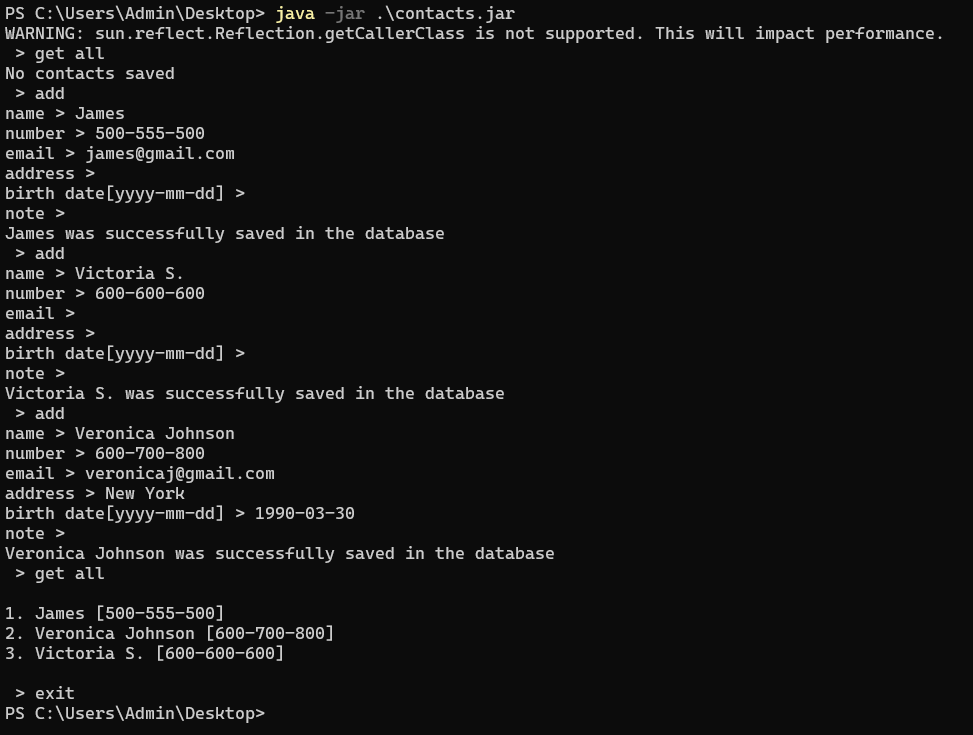 PS C:\Users\Admin\Desktop> java -jar .\contacts.jar
WARNING: sun.reflect.Reflection.getCallerClass is not supported. This will impact performance.
 > get all
No contacts saved
 > add
name > James
number > 500-555-500
email > james@gmail.com
address >
birth date[yyyy-mm-dd] >
note >
James was successfully saved in the database
 > add
name > Victoria S.
number > 600-600-600
email >
address >
birth date[yyyy-mm-dd] >
note >
Victoria S. was successfully saved in the database
 > add
name > Veronica Johnson
number > 600-700-800
email > veronicaj@gmail.com
address > New York
birth date[yyyy-mm-dd] > 1990-03-30
note >
Veronica Johnson was successfully saved in the database
 > get all

1. James [500-555-500]
2. Veronica Johnson [600-700-800]
3. Victoria S. [600-600-600]

 > exit
PS C:\Users\Admin\Desktop>